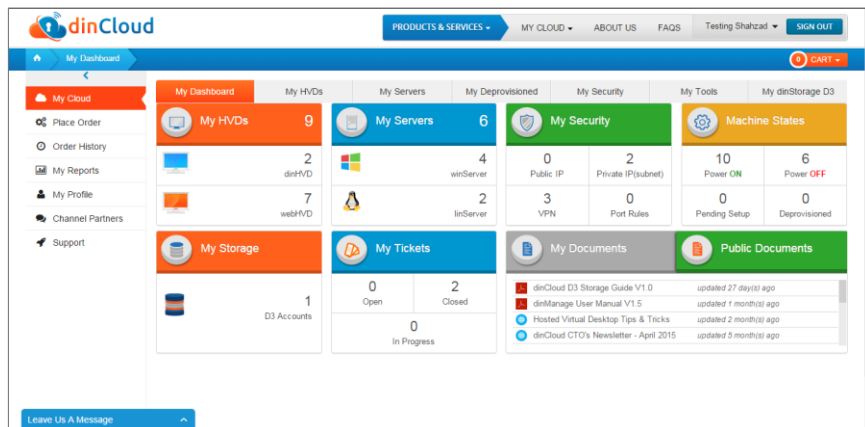 dinCloud
PRODUCTS & SERVICES
MY CLOUD
ABOUT US
FAQS
Testing Shahzad
SIGN OUT
My Dashboard
0 CART
My Cloud
Place Order
Order History
My Reports
My Profile
Channel Partners
Support
My Dashboard
My HVDs
My Servers
My Deprovisioned
My Security
My Tools
My dinStorage D3
My HVDs 9
2
dinHVD
7
webHVD
My Servers 6
4
winServer
2
linServer
My Security
0
Public IP
2
Private IP(subnet)
3
VPN
0
Port Rules
Machine States
10
Power ON
6
Power OFF
0
Pending Setup
0
Deprovisioned
My Storage
1
D3 Accounts
My Tickets
0
Open
2
Closed
0
In Progress
My Documents
Public Documents
dinCloud D3 Storage Guide V1.0 updated 27 day(s) ago
dinManage User Manual V1.5 updated 1 month(s) ago
Hosted Virtual Desktop Tips & Tricks updated 2 month(s) ago
dinCloud CTO's Newsletter - April 2015 updated 5 month(s) ago
Leave Us A Message